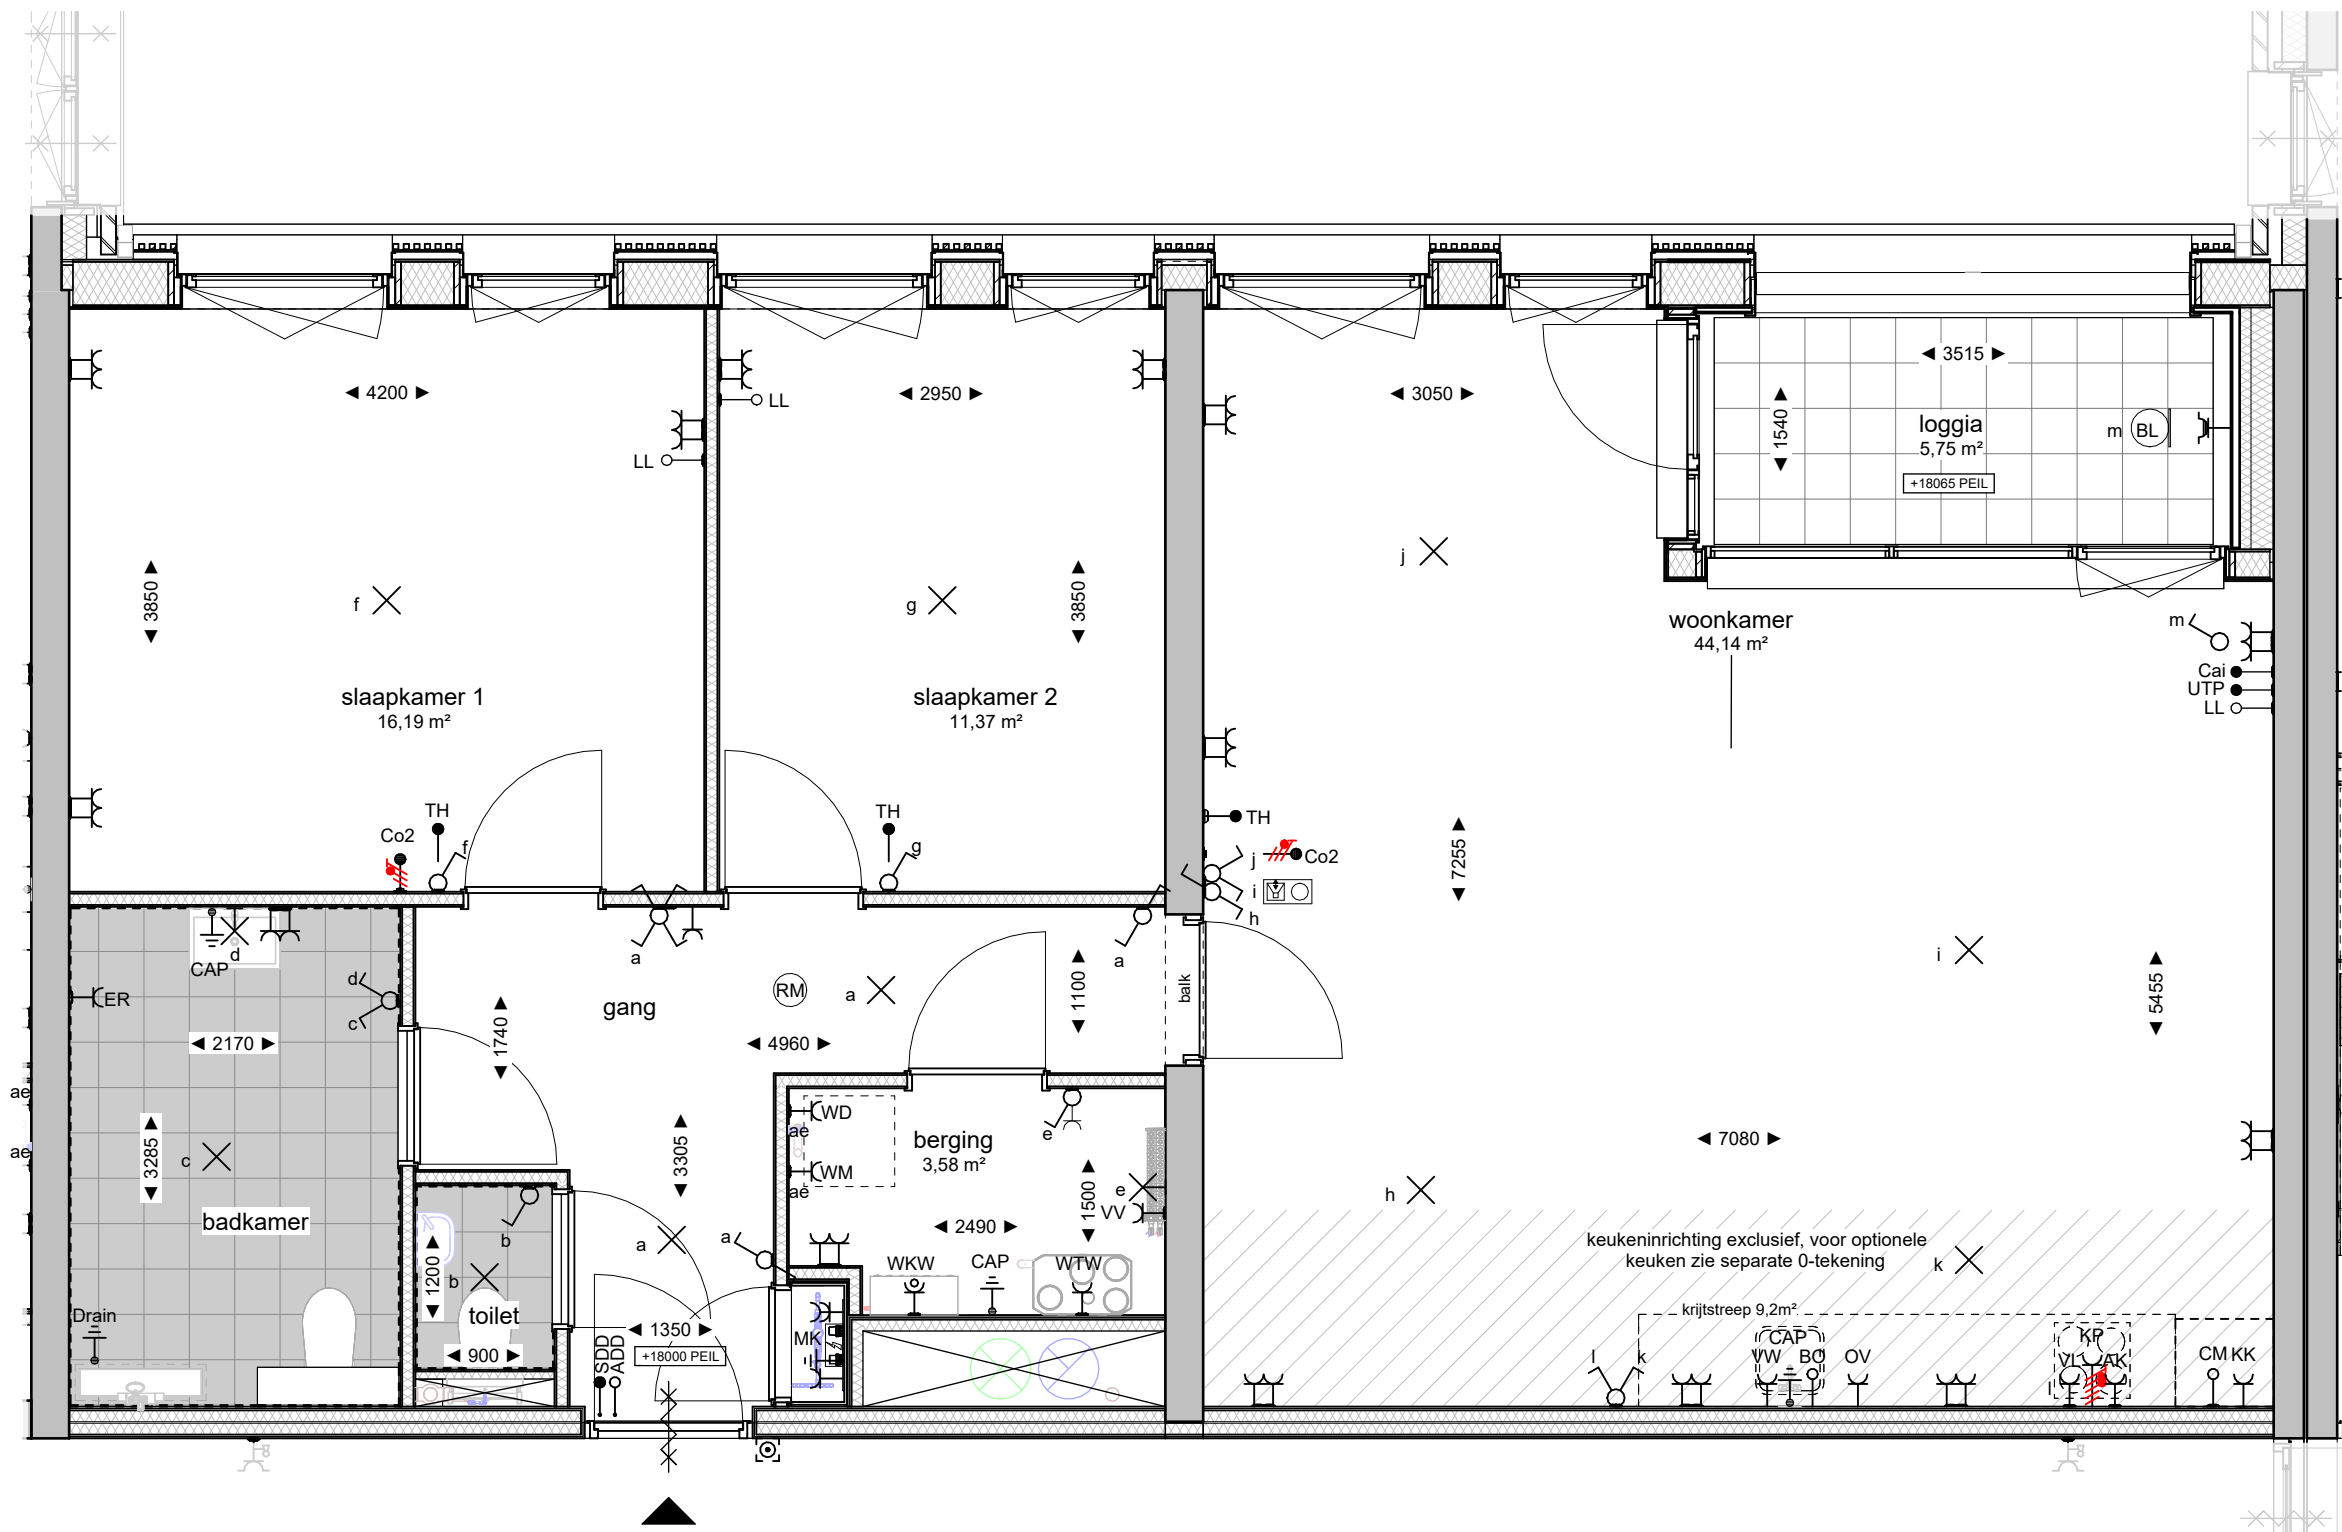 4200
2950
3050
3515
1540
loggia
5,75 m²
+18065 PEIL
m
BL
LL
LL
3850
f
g
3850
j
slaapkamer 1
16,19 m²
slaapkamer 2
11,37 m²
woonkamer
44,14 m²
m
Cai
UTP
LL
TH
Co2
f
TH
g
TH
j
Co2
i
h
7255
d
CAP
d
ER
c
a
gang
RM
a
a
1100
balk
i
5455
2170
1740
4960
ae
ae
3285
c
badkamer
3305
WD
ae
WM
ae
berging
3,58 m²
e
e
VV
1500
2490
7080
h
keukeninrichting exclusief, voor optionele
keuken zie separate 0-tekening
k
krijtstreep 9,2m²
b
b
1200
toilet
900
a
a
WKW
CAP
WTW
Drain
1350
+18000 PEIL
SDD
ADD
MK
l
k
CAP
VW
BO
OV
KP
VL
AK
l
CM
KK